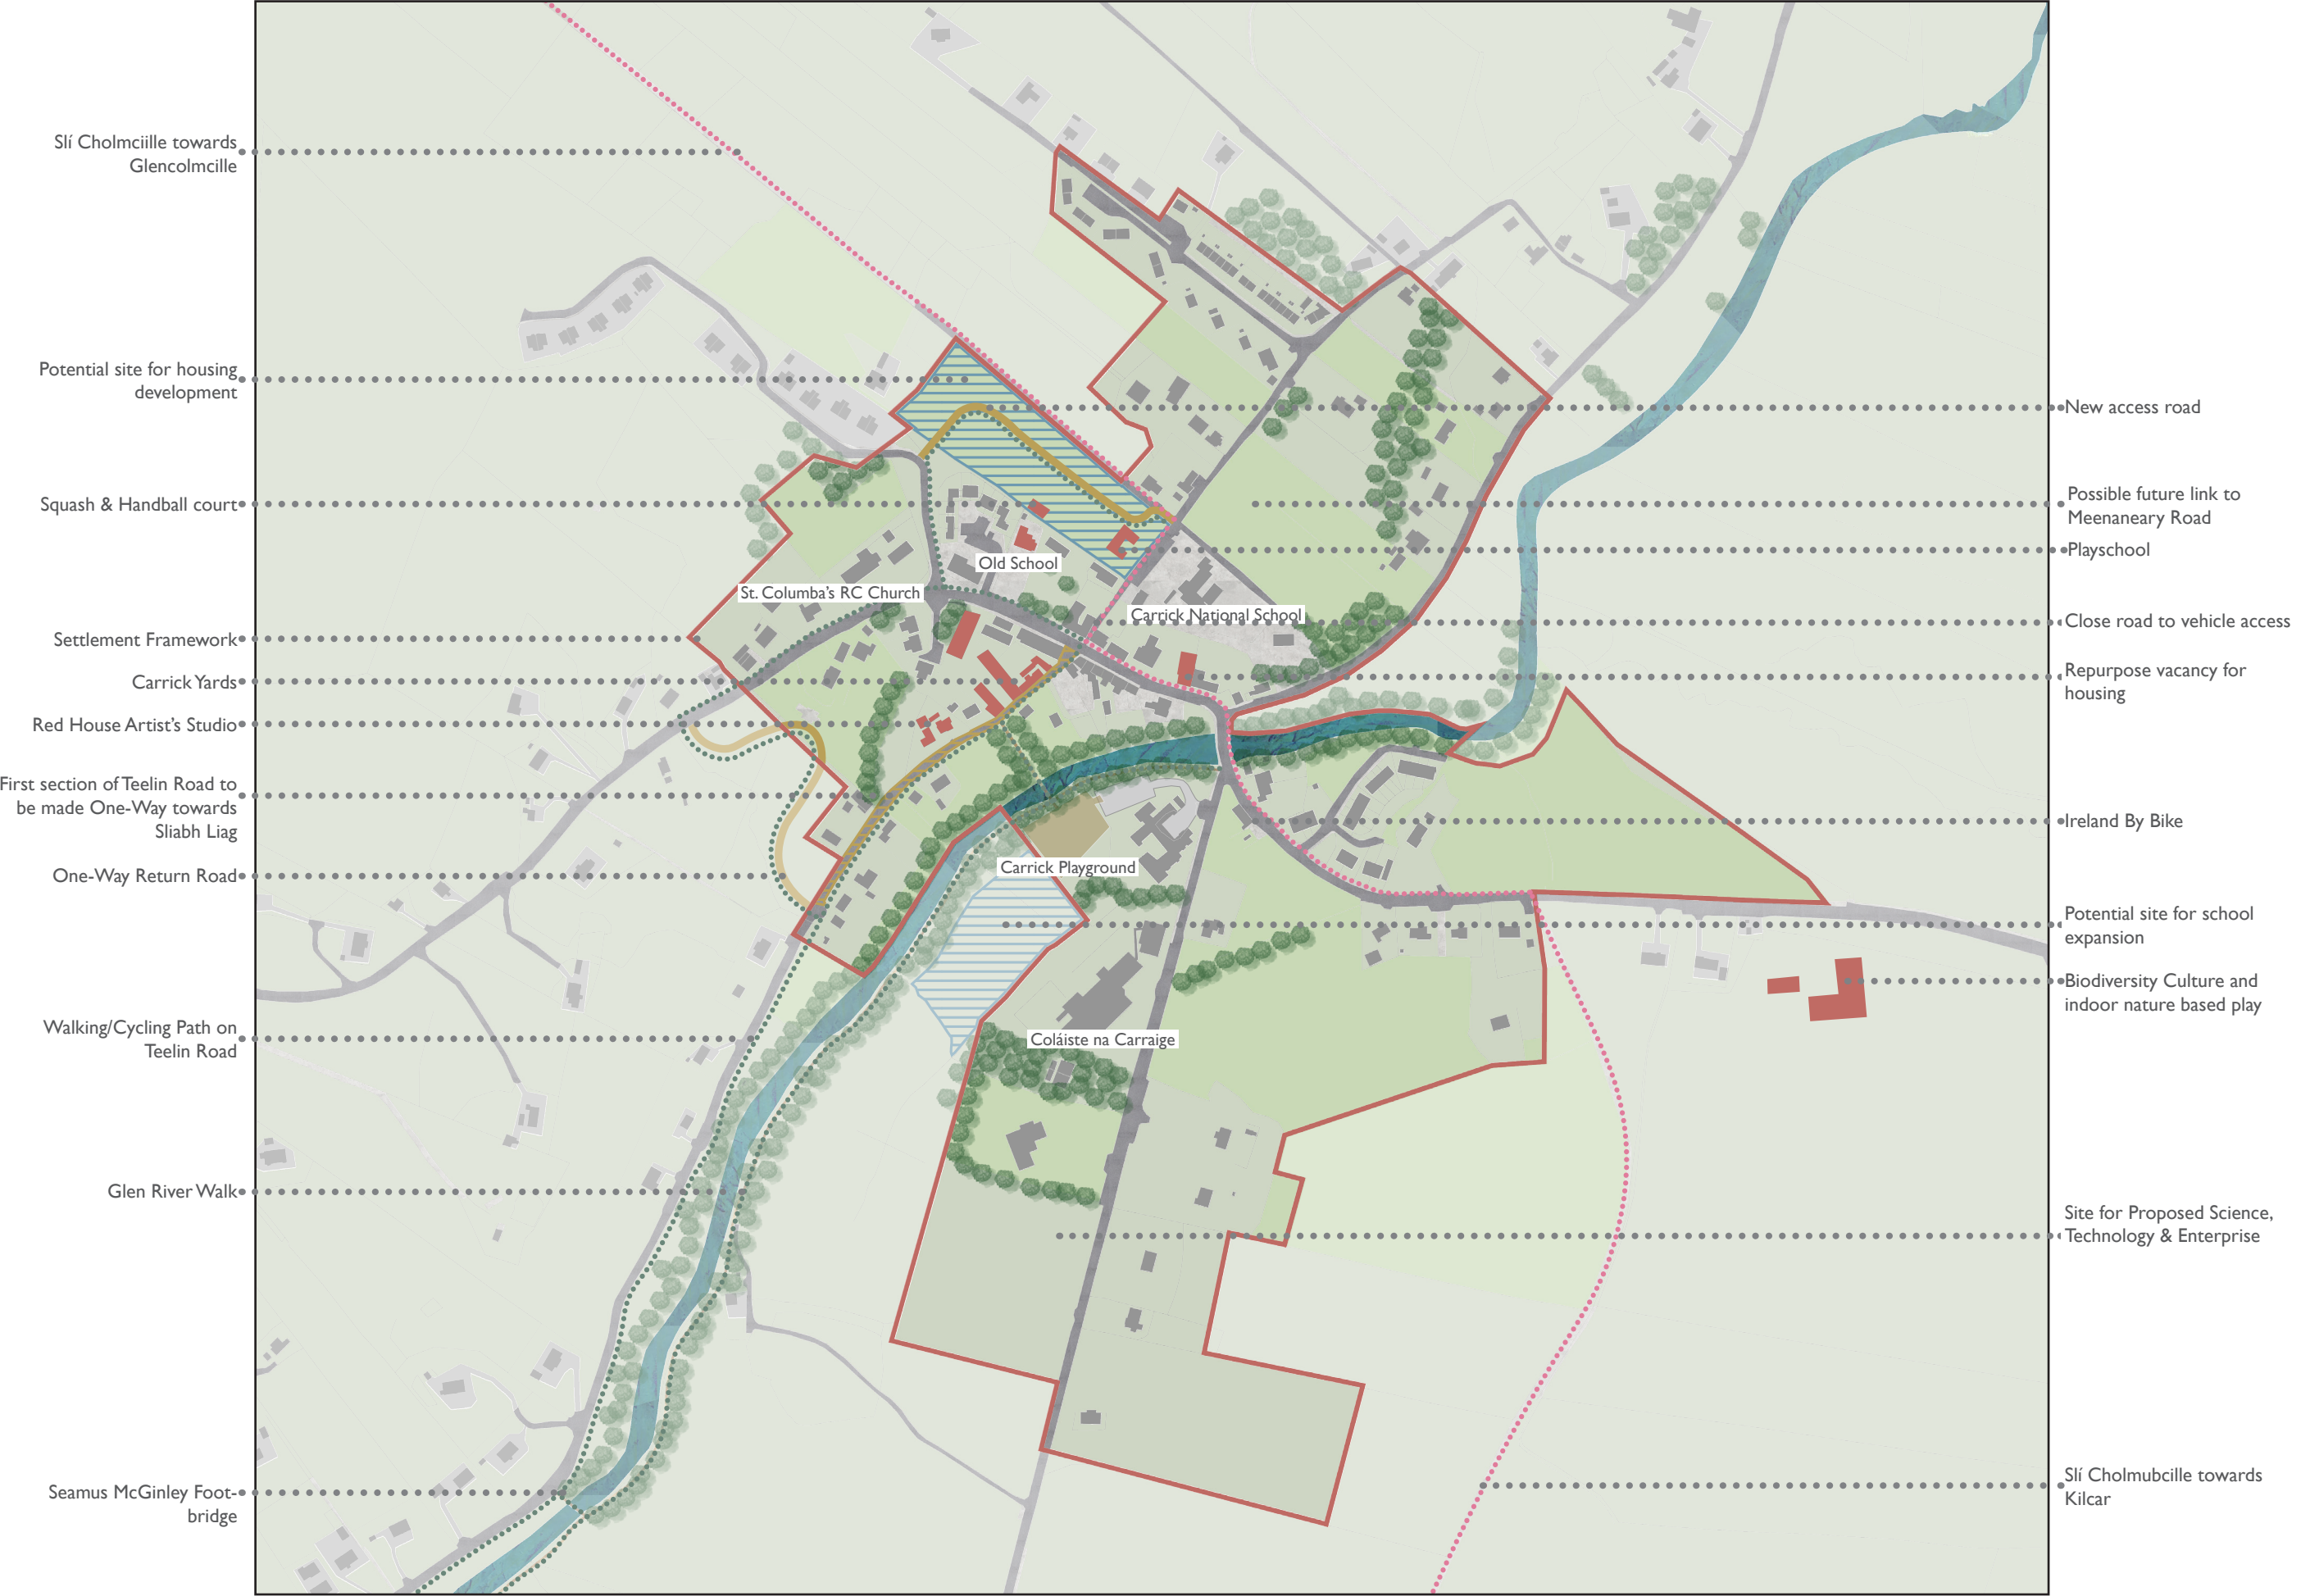 Slí Cholmciille towards
Glencolmcille
Potential site for housing
development
Squash & Handball court
Settlement Framework
Carrick Yards
Red House Artist's Studio
First section of Teelin Road to
be made One-Way towards
Sliabh Liag
One-Way Return Road
Walking/Cycling Path on
Teelin Road
Glen River Walk
Seamus McGinley Foot-
bridge
Old School
St. Columba's RC Church
Carrick National School
Carrick Playground
Coláiste na Carraige
New access road
Possible future link to
Meenaneary Road
Playschool
Close road to vehicle access
Repurpose vacancy for
housing
Ireland By Bike
Potential site for school
expansion
Biodiversity Culture and
indoor nature based play
Site for Proposed Science,
Technology & Enterprise
Slí Cholmubcille towards
Kilcar